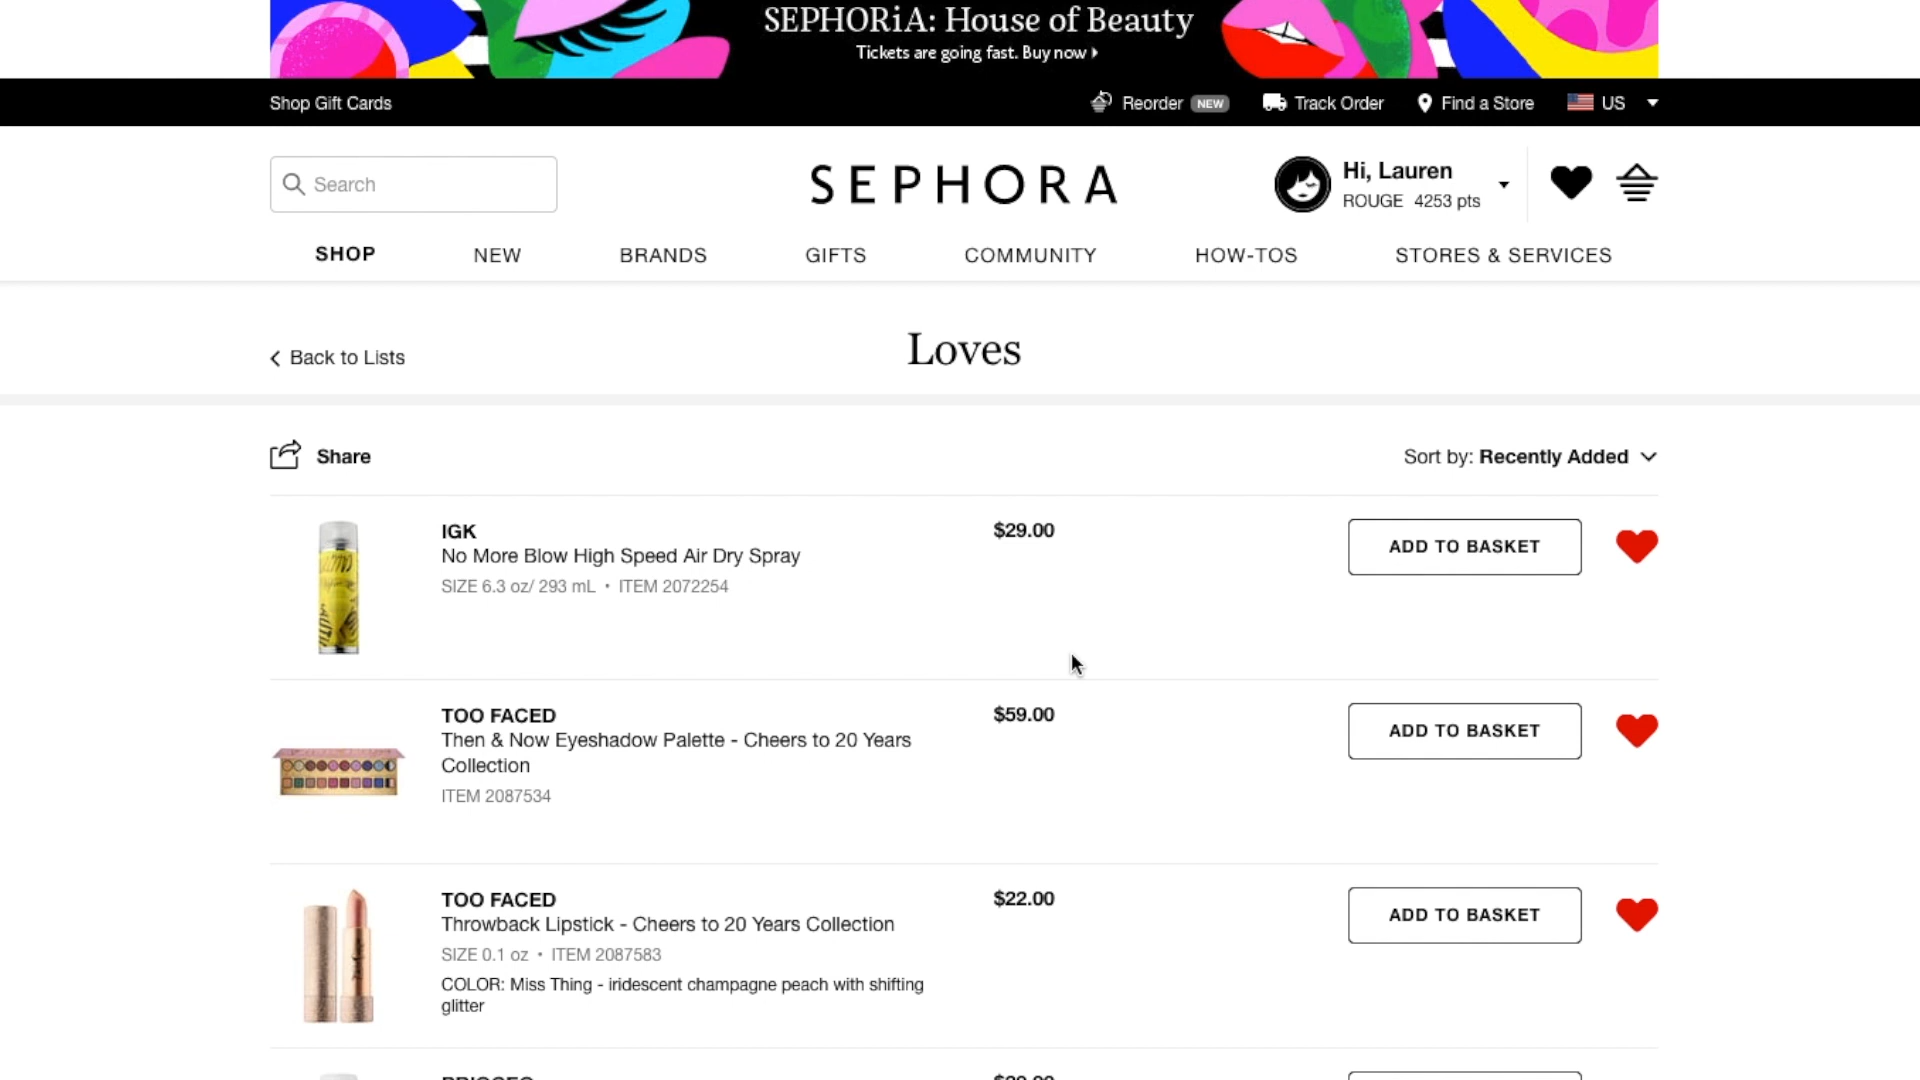 SEPHORiA: House of Beauty
Tickets are going fast. Buy now
Shop Gift Cards
Reorder NEW
Track Order
Find a Store
US
Search
SEPHORA
Hi, Lauren
ROUGE 4253 pts
SHOP
NEW
BRANDS
GIFTS
COMMUNITY
HOW-TOS
STORES & SERVICES
Back to Lists
Loves
Share
Sort by: Recently Added
IGK
No More Blow High Speed Air Dry Spray
SIZE 6.3 oz/ 293 mL • ITEM 2072254
$29.00
ADD TO BASKET
TOO FACED
Then & Now Eyeshadow Palette - Cheers to 20 Years
Collection
ITEM 2087534
$59.00
ADD TO BASKET
TOO FACED
Throwback Lipstick - Cheers to 20 Years Collection
SIZE 0.1 oz • ITEM 2087583
COLOR: Miss Thing - iridescent champagne peach with shifting
glitter
$22.00
ADD TO BASKET